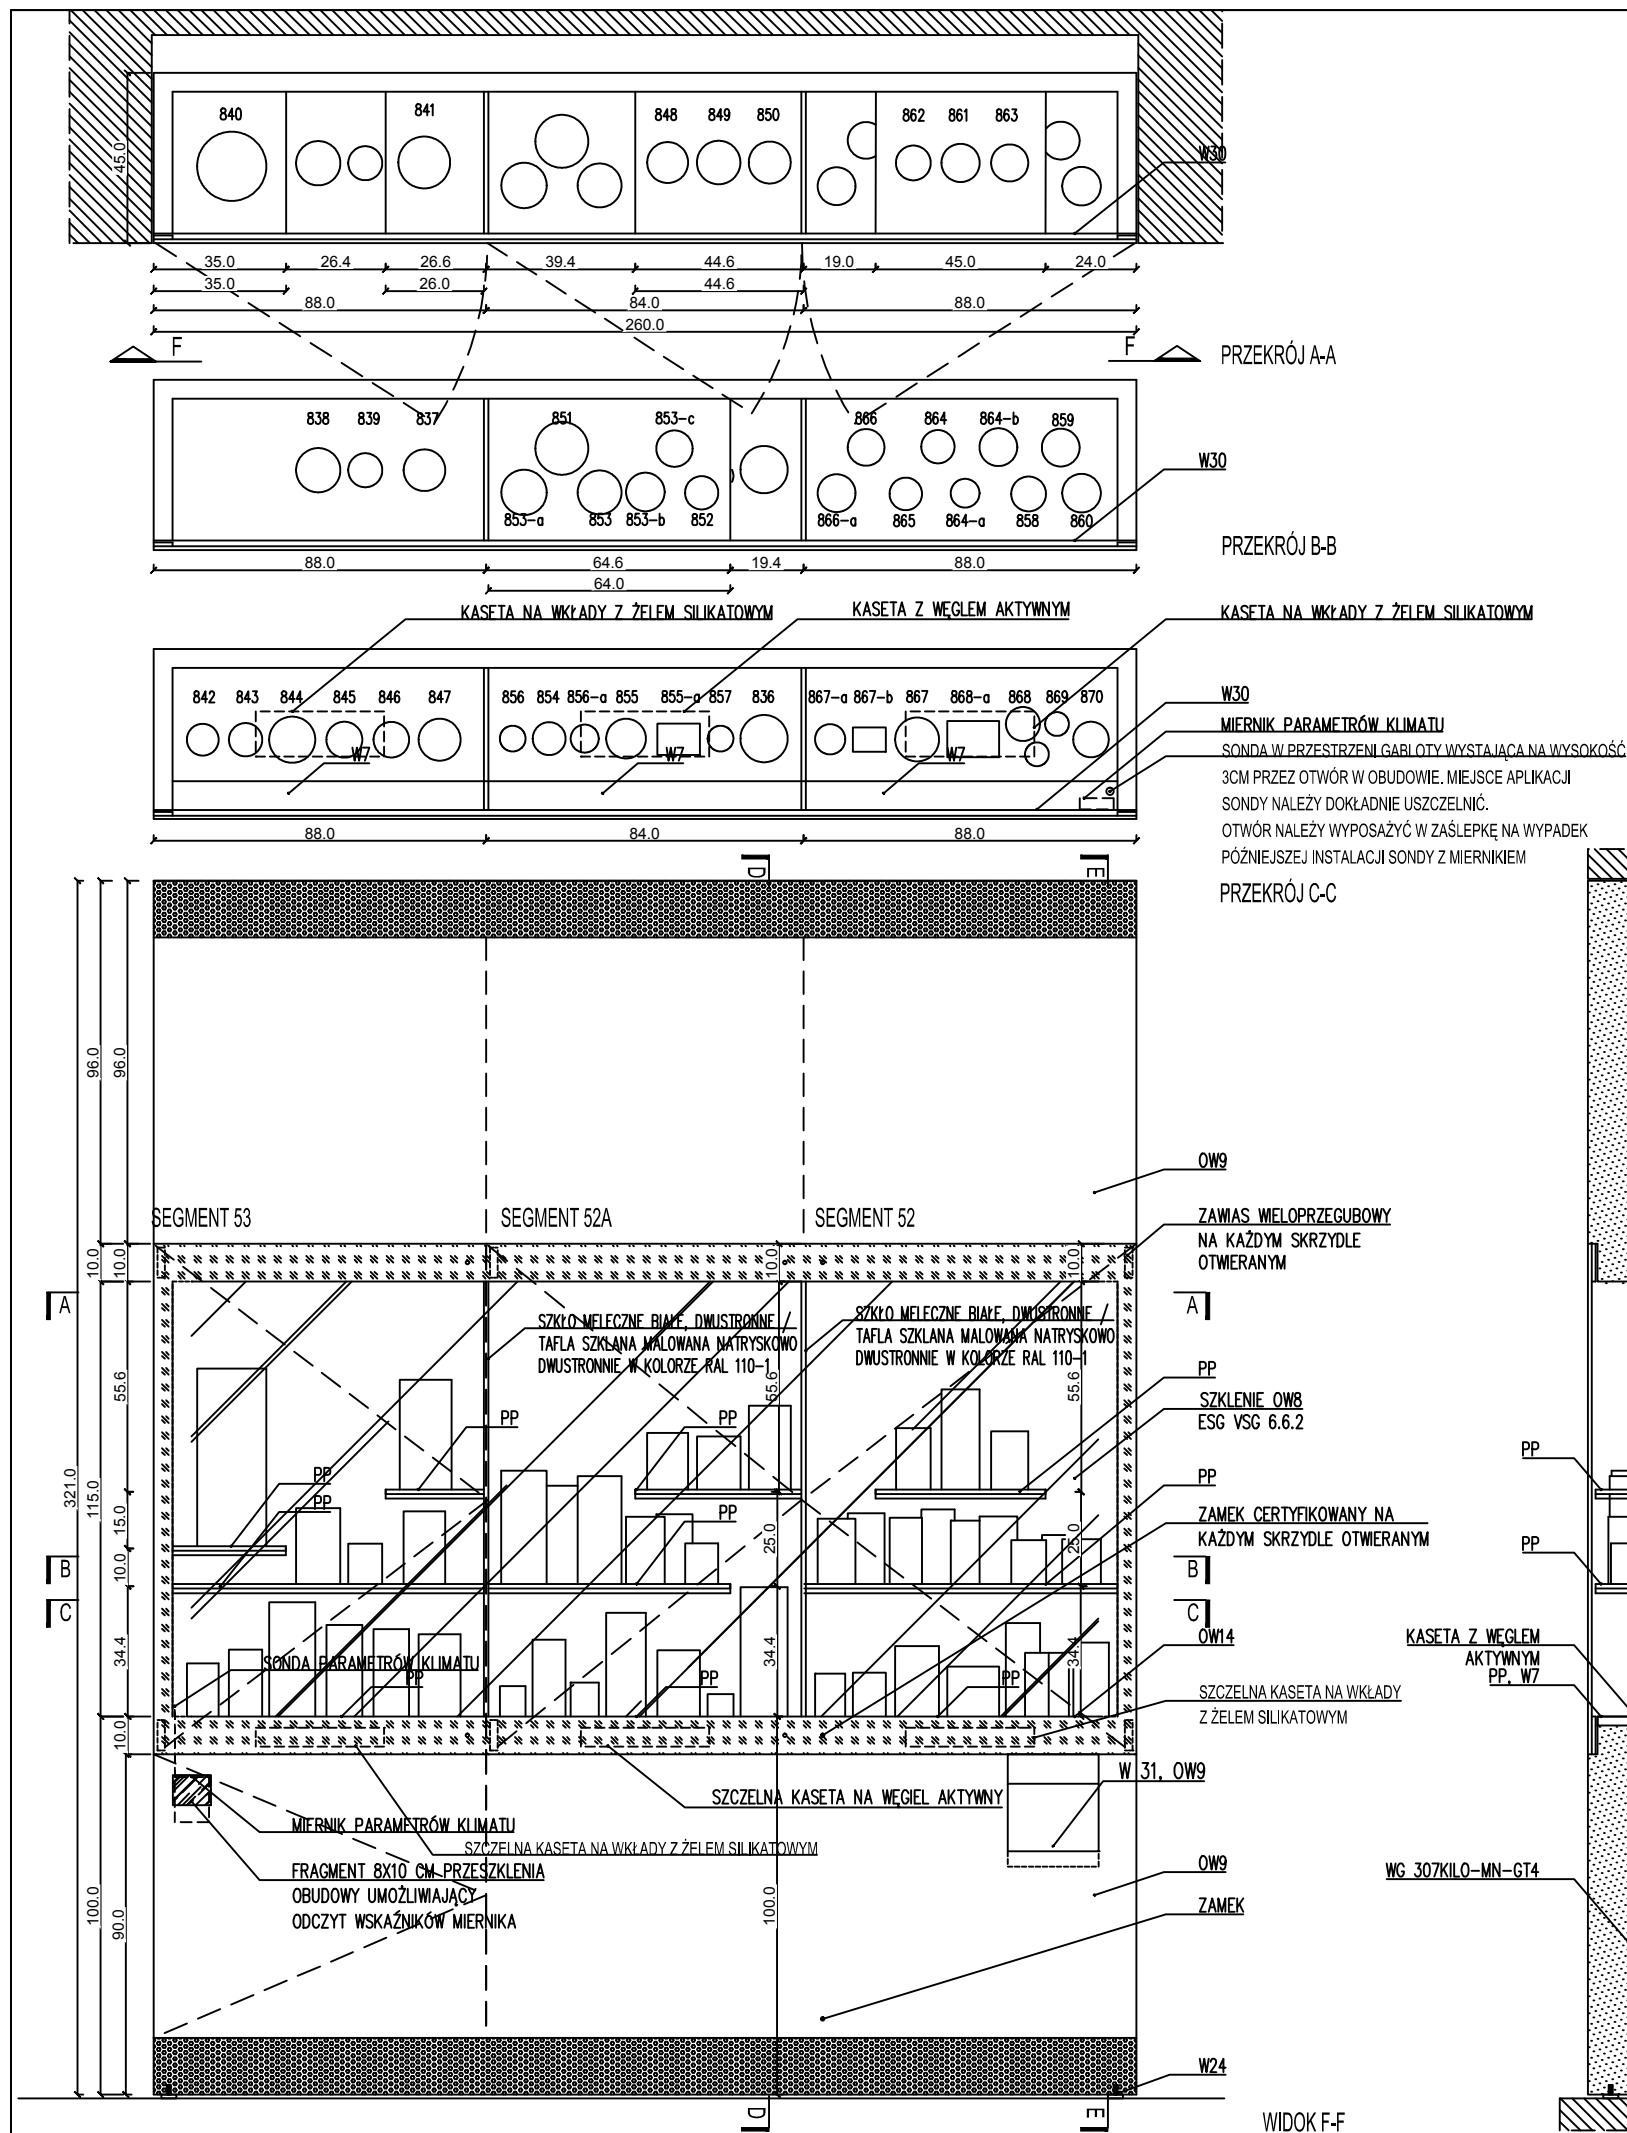 840
841
848 849 850
862 861 863
45.0
W30
35.0 26.4 26.6 39.4 44.6 19.0 45.0 24.0
35.0 26.0 44.6
88.0 84.0 88.0
260.0
F F
PRZEKRÓJ A-A
838 839 837 851 853-c 866 864 864-b 859
W30
853-a 853 853-b 852 866-a 865 864-a 858 860
PRZEKRÓJ B-B
88.0 64.6 19.4 88.0
64.0
KASETA NA WKŁADY Z ŻELEM SILIKATOWYM
KASETA Z WĘGLEM AKTYWNYM
KASETA NA WKŁADY Z ŻELEM SILIKATOWYM
842 843 844 845 846 847 856 854 856-a 855 855-a 857 836 867-a 867-b 867 868-a 868 869 870
W7 W7 W7
W30
MIERNIK PARAMETRÓW KLIMATU
SONDA W PRZESTRZENI GABLOTY WYSTAJĄCA NA WYSOKOŚĆ
3CM PRZEZ OTWÓR W OBUDOWIE. MIEJSCE APLIKACJI
SONDY NALEŻY DOKŁADNIE USZCZELNIĆ.
OTWÓR NALEŻY WYPOSAŻYĆ W ZAŚLEPKĘ NA WYPADEK
PÓŹNIEJSZEJ INSTALACJI SONDY Z MIERNIKIEM
88.0 84.0 88.0
D E
PRZEKRÓJ C-C
96.0 96.0
OW9
SEGMENT 53
SEGMENT 52A
SEGMENT 52
ZAWIAS WIELOPRZEGUBOWY
NA KAŻDYM SKRZYDLE
OTWIERANYM
10.0 10.0 10.0 10.0
A A
SZKŁO MELECZNE BIAŁE, DWUSTRONNE /
TAFLA SZKLANA MALOWANA NATRYSKOWO
DWUSTRONNIE W KOLORZE RAL 110-1
SZKŁO MELECZNE BIAŁE, DWUSTRONNE /
TAFLA SZKLANA MALOWANA NATRYSKOWO
DWUSTRONNIE W KOLORZE RAL 110-1
55.6 55.6 55.6
PP
SZKLENIE OW8
ESG VSG 6.6.2
PP PP
PP PP PP
PP PP
321.0 115.0 15.0 25.0 25.0
ZAMEK CERTYFIKOWANY NA
KAŻDYM SKRZYDLE OTWIERANYM
PP
B 10.0 B
C C
OW14
34.4 34.4 34.4
SONDA PARAMETRÓW KLIMATU
PP PP PP
KASETA Z WĘGLEM
AKTYWNYM
PP, W7
SZCZELNA KASETA NA WKŁADY
Z ŻELEM SILIKATOWYM
10.0
W 31, OW9
SZCZELNA KASETA NA WĘGIEL AKTYWNY
MIERNIK PARAMETRÓW KLIMATU
SZCZELNA KASETA NA WKŁADY Z ŻELEM SILIKATOWYM
FRAGMENT 8X10 CM PRZESZKLENIA
OBUDOWY UMOŻLIWIAJĄCY
ODCZYT WSKAŹNIKÓW MIERNIKA
OW9
WG 307KILO-MN-GT4
ZAMEK
100.0 90.0 100.0
W24
D E
WIDOK F-F